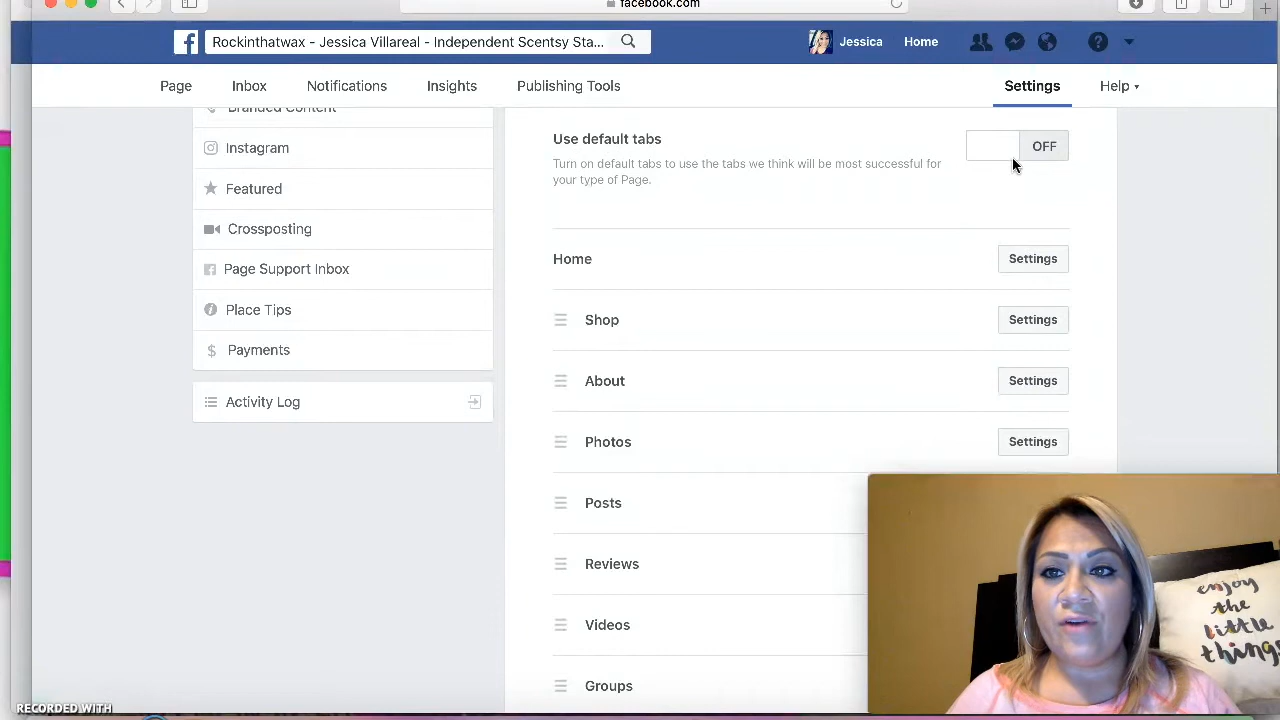 facebook.com
Rockinthatwax - Jessica Villareal - Independent Scentsy Sta...
Jessica
Home
Page
Inbox
Notifications
Insights
Publishing Tools
Settings
Help
Branded Content
Instagram
Featured
Crossposting
Page Support Inbox
Place Tips
Payments
Activity Log
Use default tabs
OFF
Turn on default tabs to use the tabs we think will be most successful for
your type of Page.
Home
Settings
Shop
Settings
About
Settings
Photos
Settings
Posts
Reviews
Videos
Groups
enjoy
the
little
things
RECORDED WITH